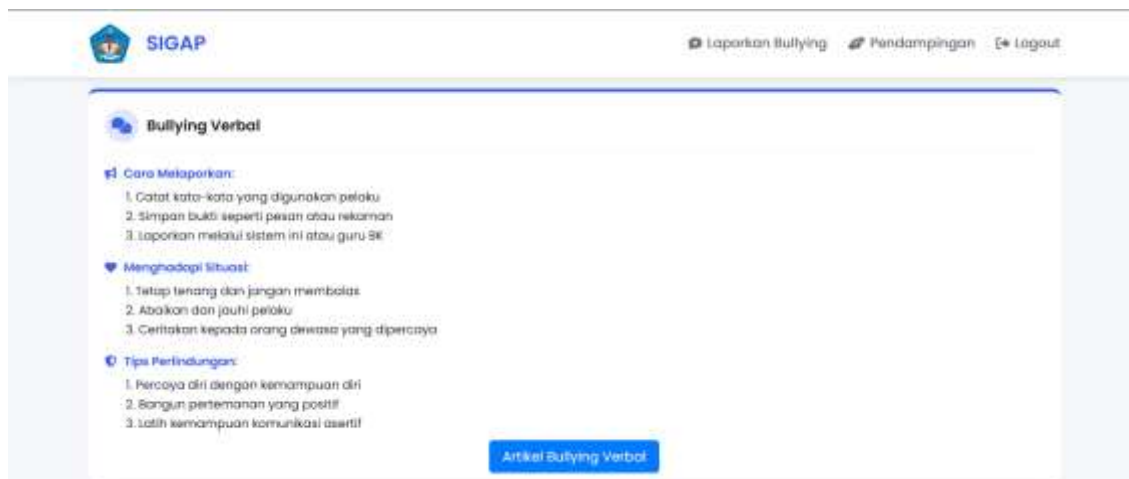 SIGAP
Laporkan Bullying Pendampingan Logout
Bullying Verbal
Cara Melaporkan:
1. Catat kata-kata yang digunakan pelaku
2. Simpan bukti seperti pesan atau rekaman
3. Laporkan melalui sistem ini atau guru BK
Menghadapi Situasi:
1. Tetap tenang dan jangan membalas
2. Abaikan dan jauhi pelaku
3. Ceritakan kepada orang dewasa yang dipercaya
Tips Perlindungan:
1. Percaya diri dengan kemampuan diri
2. Bangun pertemanan yang positif
3. Latih kemampuan komunikasi asertif
Artikel Bullying Verbal